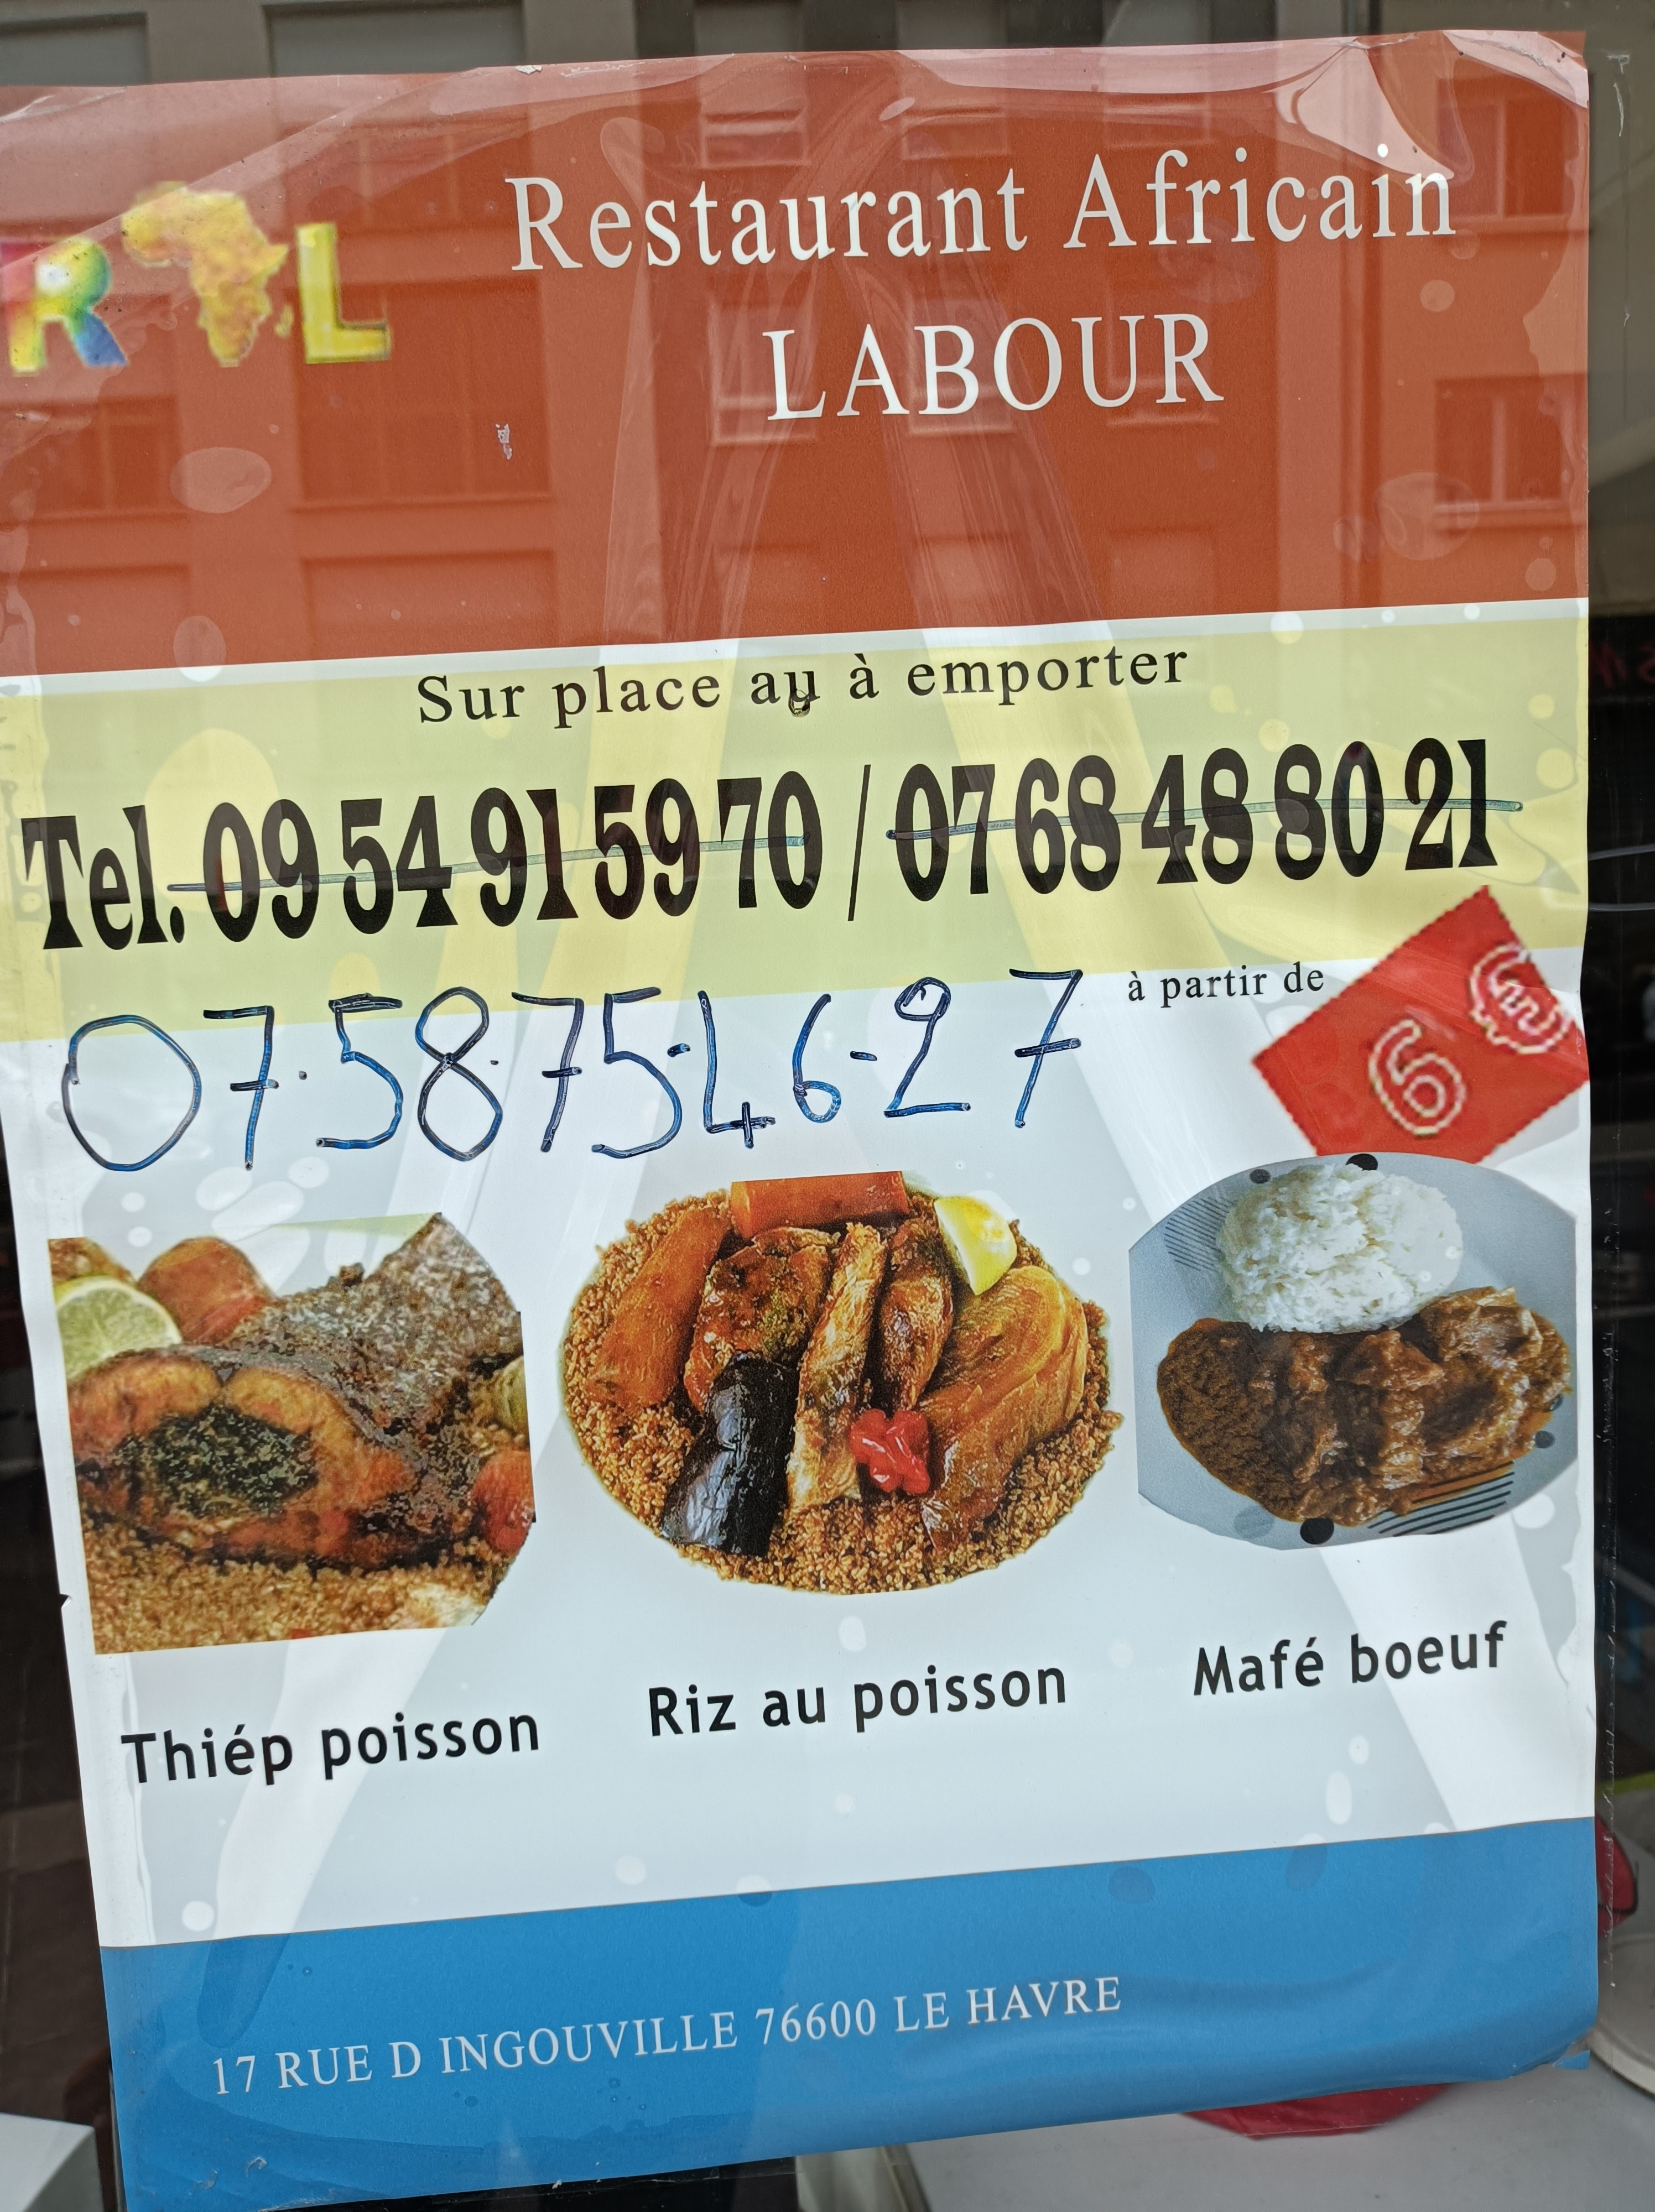 RAL
Restaurant Africain
LABOUR
Sur place au à emporter
Tel. 09 54 91 59 70 / 07 68 48 80 21
07.58.75.46-27
à partir de
6 €
Thiép poisson
Riz au poisson
Mafé boeuf
17 RUE D INGOUVILLE 76600 LE HAVRE